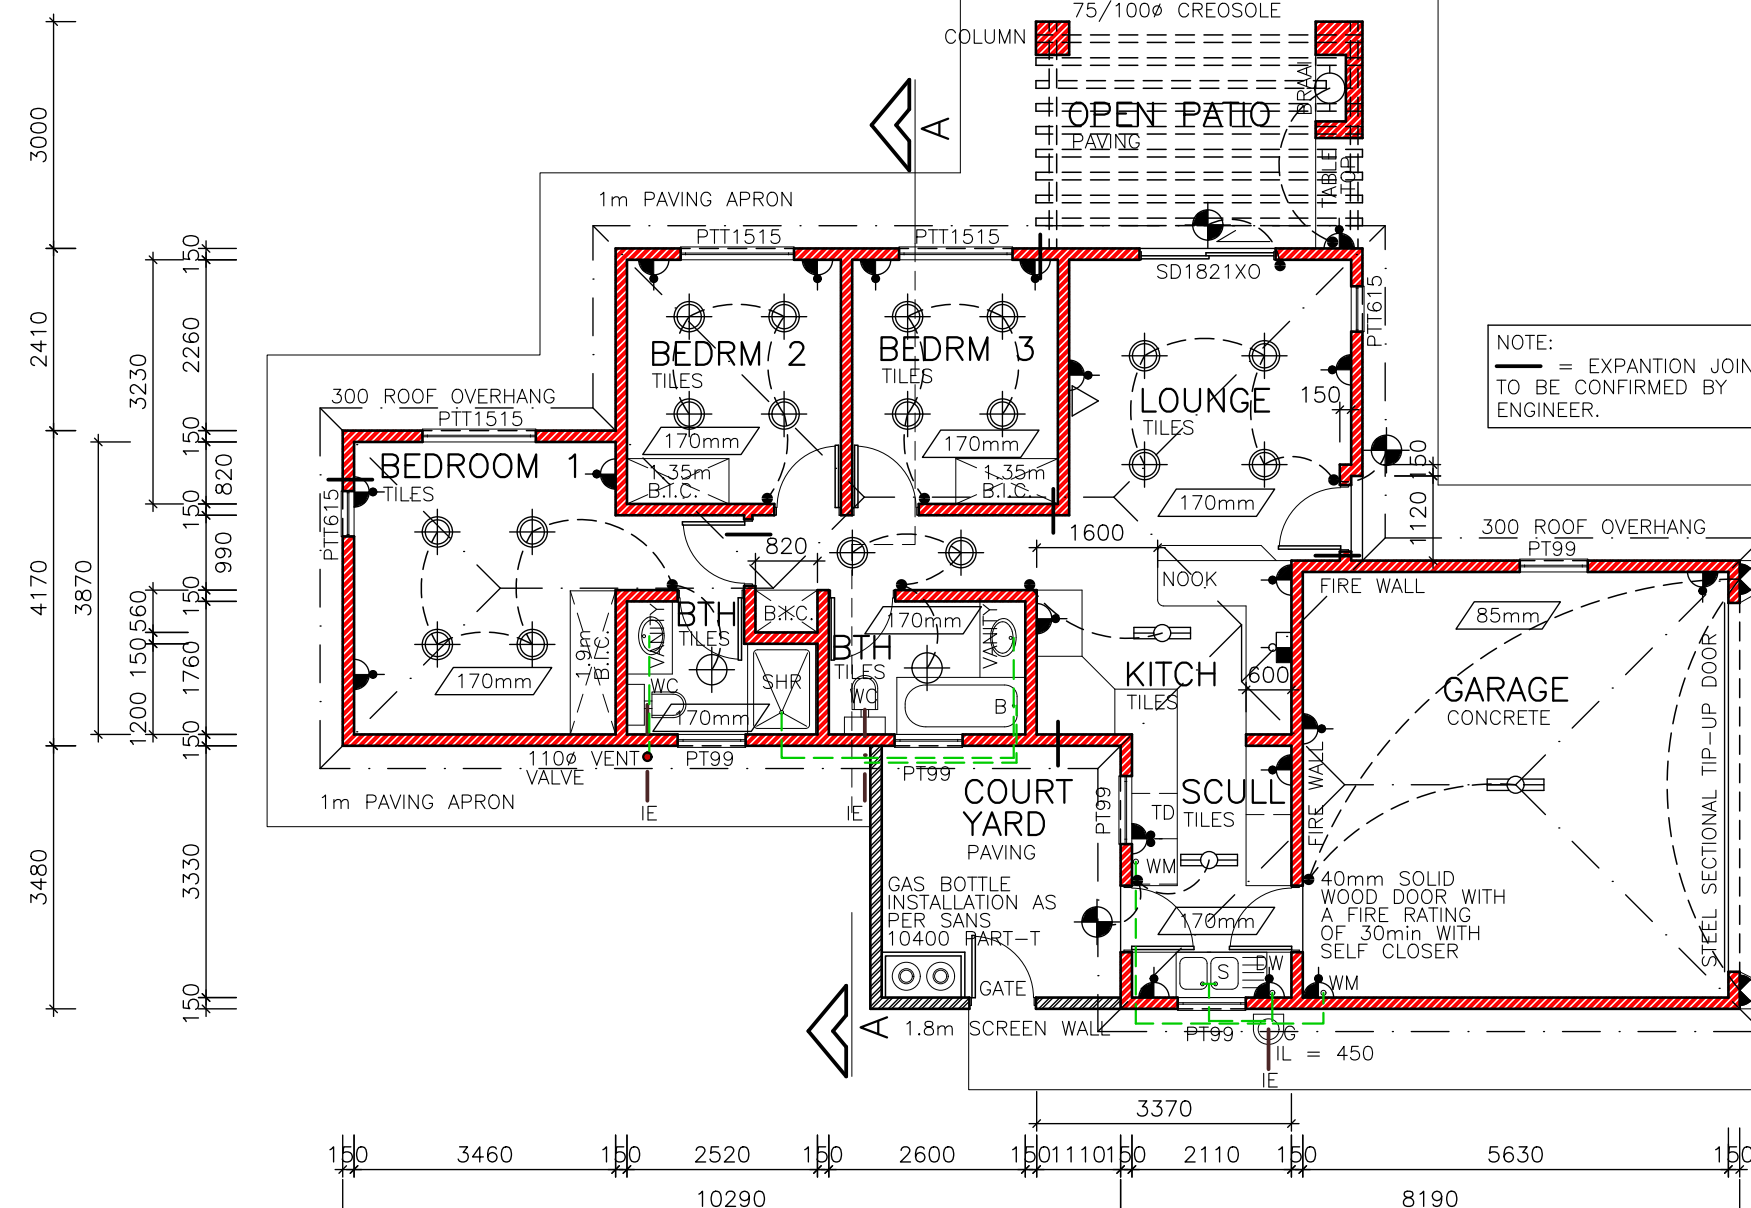 75/100ø CREOSOLE
COLUMN
BRAAI
OPEN PATIO
PAVING
TABLE
TOP
A
1m PAVING APRON
PTT1515
PTT1515
SD1821XO
PTT615
3000
2410
4170
3480
3230
3870
150
2260
150
820
150
990
150
560
150
1760
1200
150
3330
150
NOTE:
= EXPANTION JOIN
TO BE CONFIRMED BY
ENGINEER.
BEDRM 2
TILES
170mm
1.35m
B.I.C.
BEDRM 3
TILES
170mm
1.35m
B.I.C.
LOUNGE
TILES
170mm
150
150
1120
300 ROOF OVERHANG
PTT1515
BEDROOM 1
TILES
PTT615
170mm
1.9m
B.I.C.
820
1600
300 ROOF OVERHANG
PT99
FIRE WALL
NOOK
85mm
BTH
TILES
VANITY
B.I.C.
WC
SHR
170mm
BTH
TILES
170mm
VANITY
WC
B
KITCH
TILES
600
GARAGE
CONCRETE
STEEL SECTIONAL TIP-UP DOOR
FIRE WALL
110ø VENT
VALVE
PT99
PT99
IE
IE
1m PAVING APRON
COURT
YARD
PAVING
PT99
TD
SCULL
TILES
WM
GAS BOTTLE
INSTALLATION AS
PER SANS
10400 PART-T
170mm
40mm SOLID
WOOD DOOR WITH
A FIRE RATING
OF 30min WITH
SELF CLOSER
S
DW
WM
GATE
A
1.8m SCREEN WALL
PT99
G
IL = 450
IE
3370
150
3460
150
2520
150
2600
150
1110
150
2110
150
5630
150
10290
8190